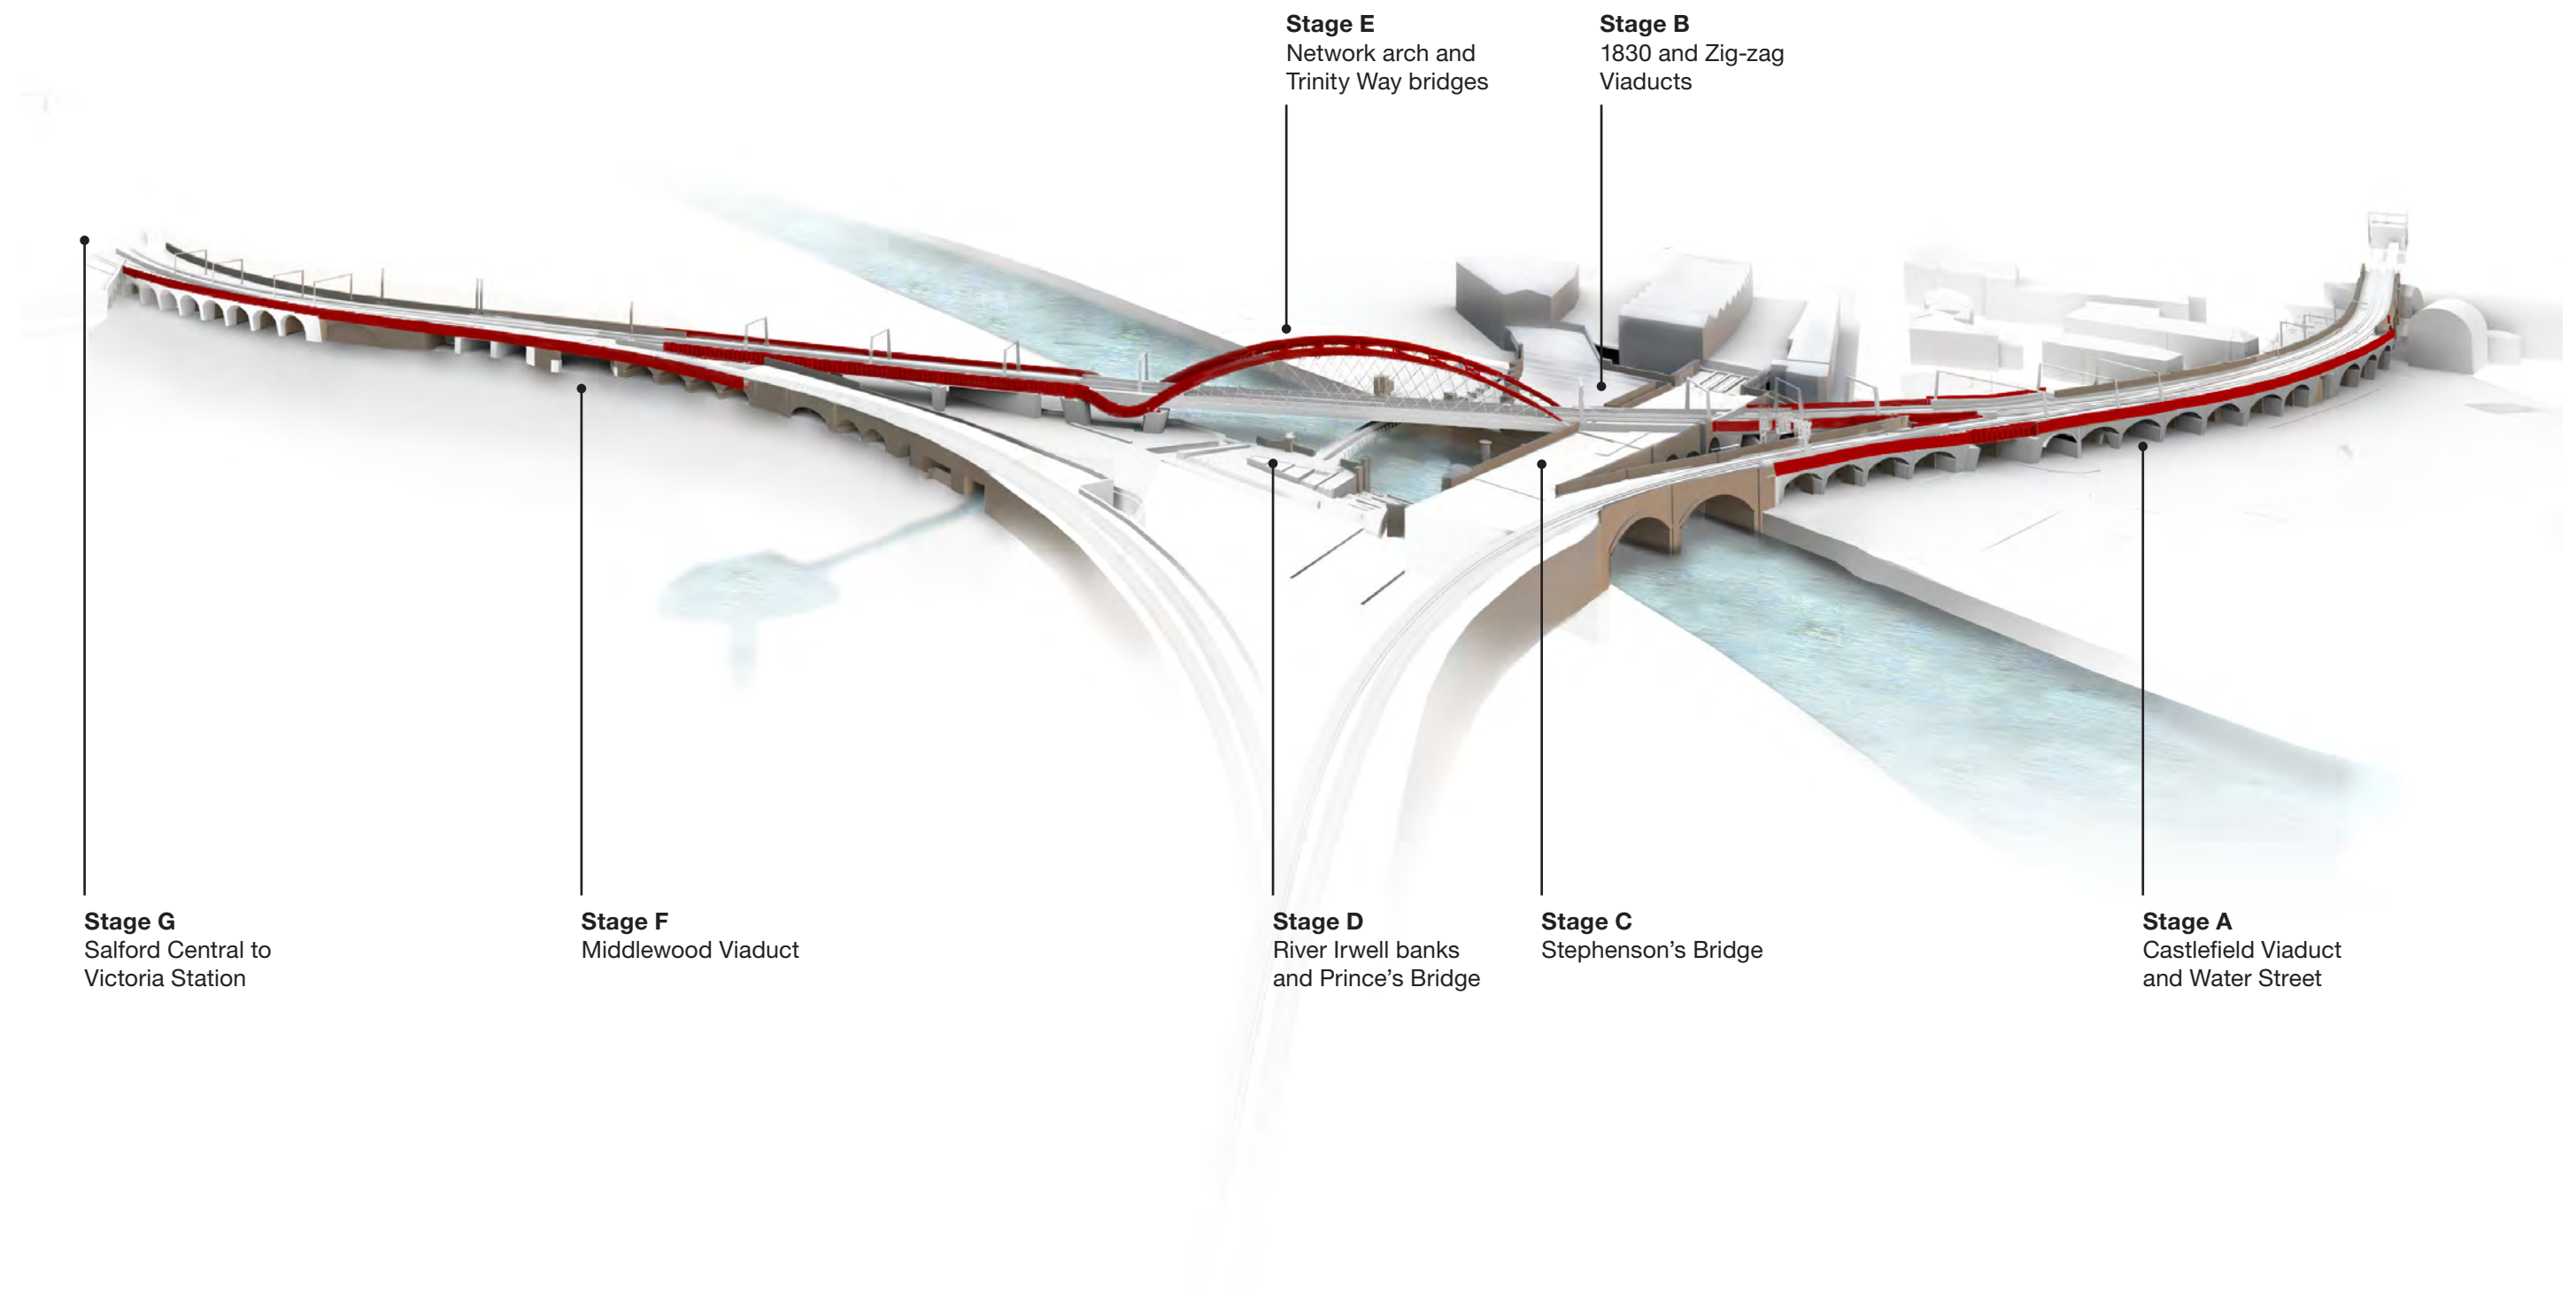 Stage E
Network arch and
Trinity Way bridges
Stage B
1830 and Zig-zag
Viaducts
Stage G
Salford Central to
Victoria Station
Stage F
Middlewood Viaduct
Stage D
River Irwell banks
and Prince’s Bridge
Stage C
Stephenson’s Bridge
Stage A
Castlefield Viaduct
and Water Street